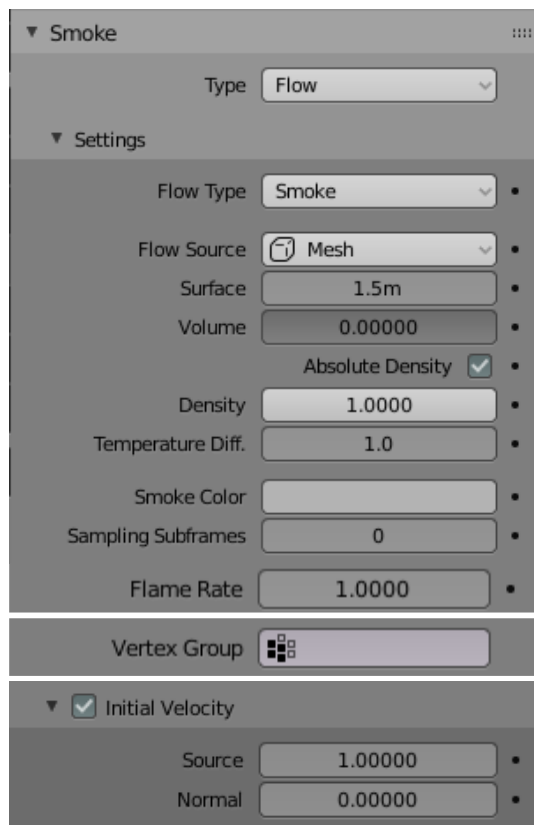 Smoke
Type Flow
Settings
Flow Type Smoke
Flow Source Mesh
Surface 1.5m
Volume 0.00000
Absolute Density
Density 1.0000
Temperature Diff. 1.0
Smoke Color
Sampling Subframes 0
Flame Rate 1.0000
Vertex Group
Initial Velocity
Source 1.00000
Normal 0.00000